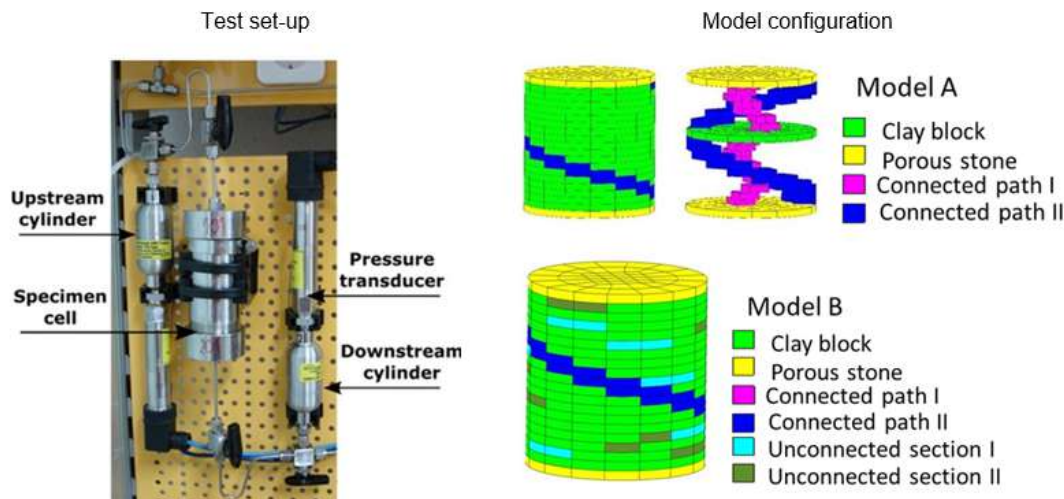 Test set-up
Model configuration
Upstream
cylinder
Specimen
cell
Pressure
transducer
Downstream
cylinder
Model A
Clay block
Porous stone
Connected path I
Connected path II
Model B
Clay block
Porous stone
Connected path I
Connected path II
Unconnected section I
Unconnected section II